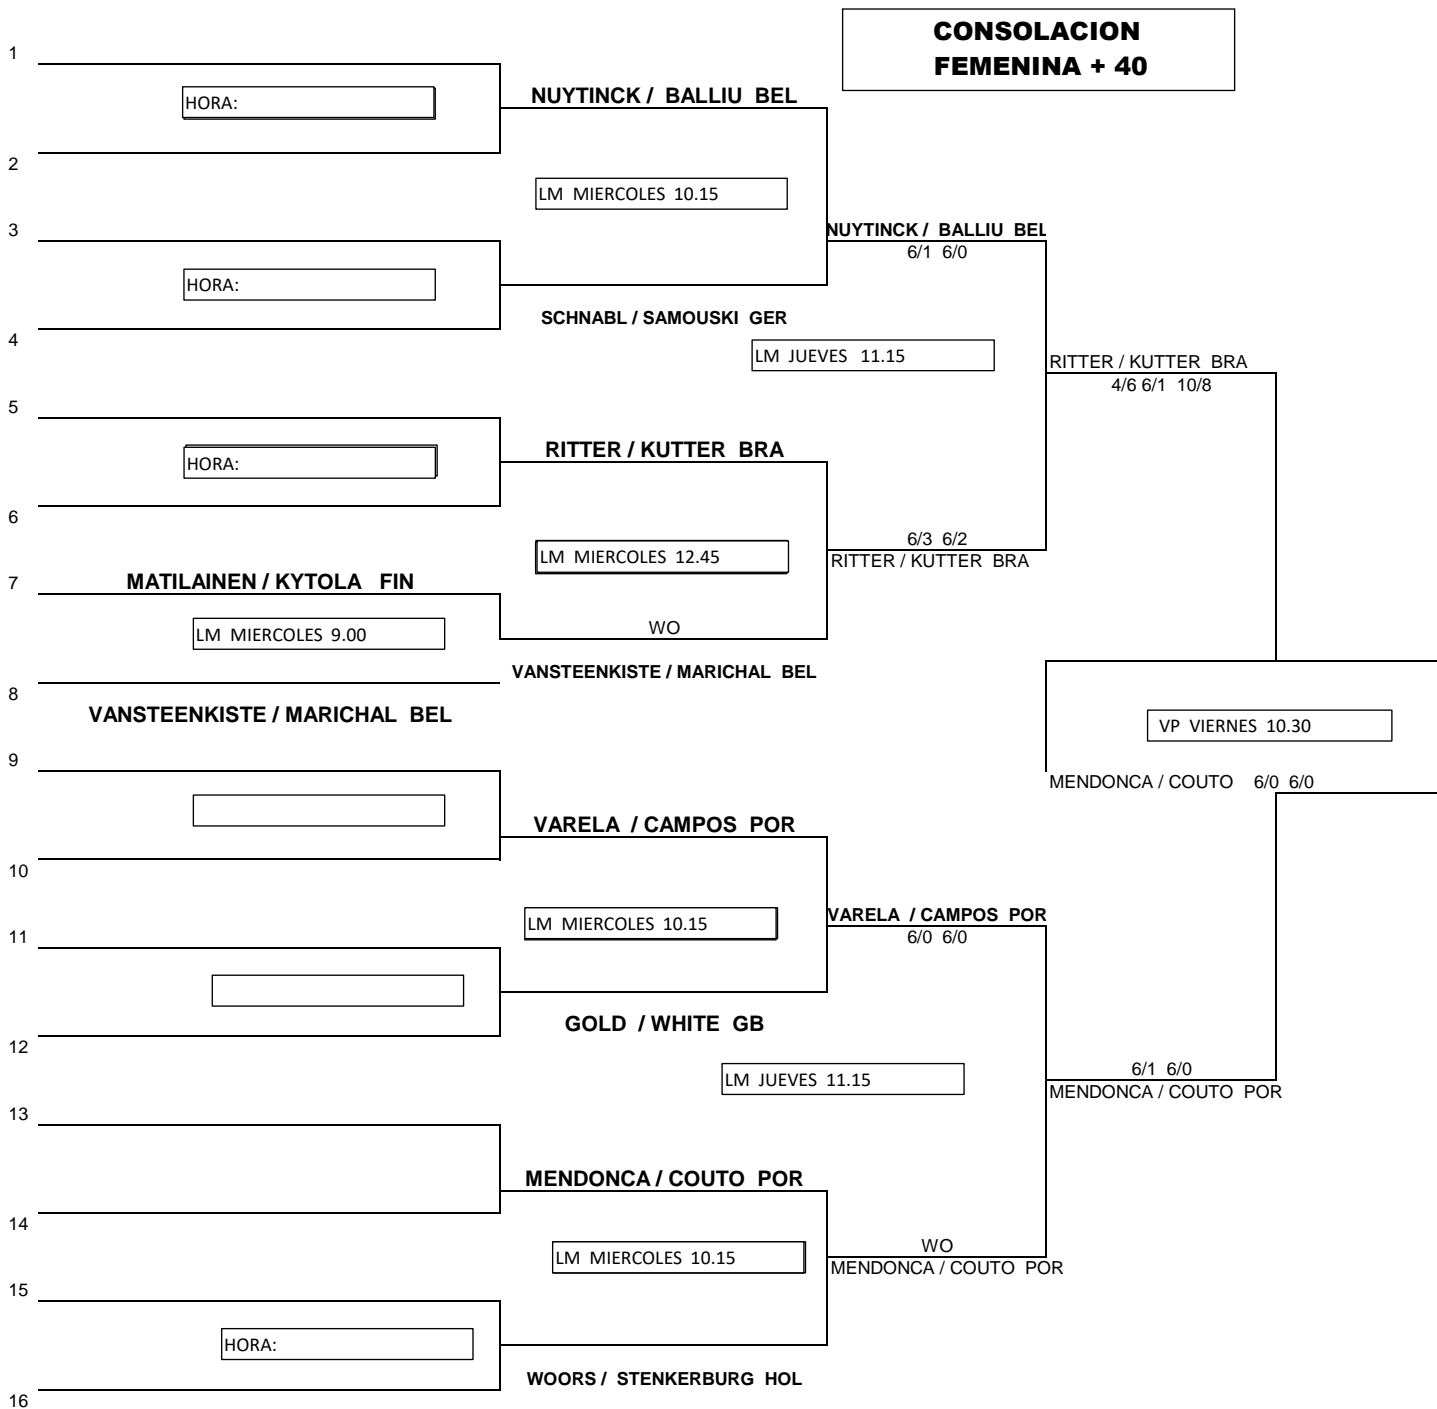 CONSOLACION
FEMENINA + 40
1
HORA:
NUYTINCK / BALLIU BEL
2
LM MIERCOLES 10.15
3
NUYTINCK / BALLIU BEL
6/1 6/0
HORA:
SCHNABL / SAMOUSKI GER
4
LM JUEVES 11.15
RITTER / KUTTER BRA
4/6 6/1 10/8
5
RITTER / KUTTER BRA
HORA:
6
6/3 6/2
LM MIERCOLES 12.45
RITTER / KUTTER BRA
7
MATILAINEN / KYTOLA FIN
LM MIERCOLES 9.00
WO
VANSTEENKISTE / MARICHAL BEL
8
VANSTEENKISTE / MARICHAL BEL
VP VIERNES 10.30
9
MENDONCA / COUTO 6/0 6/0
VARELA / CAMPOS POR
10
LM MIERCOLES 10.15
VARELA / CAMPOS POR
11
6/0 6/0
GOLD / WHITE GB
12
6/1 6/0
LM JUEVES 11.15
MENDONCA / COUTO POR
13
MENDONCA / COUTO POR
14
WO
LM MIERCOLES 10.15
MENDONCA / COUTO POR
15
HORA:
WOORS / STENKERBURG HOL
16